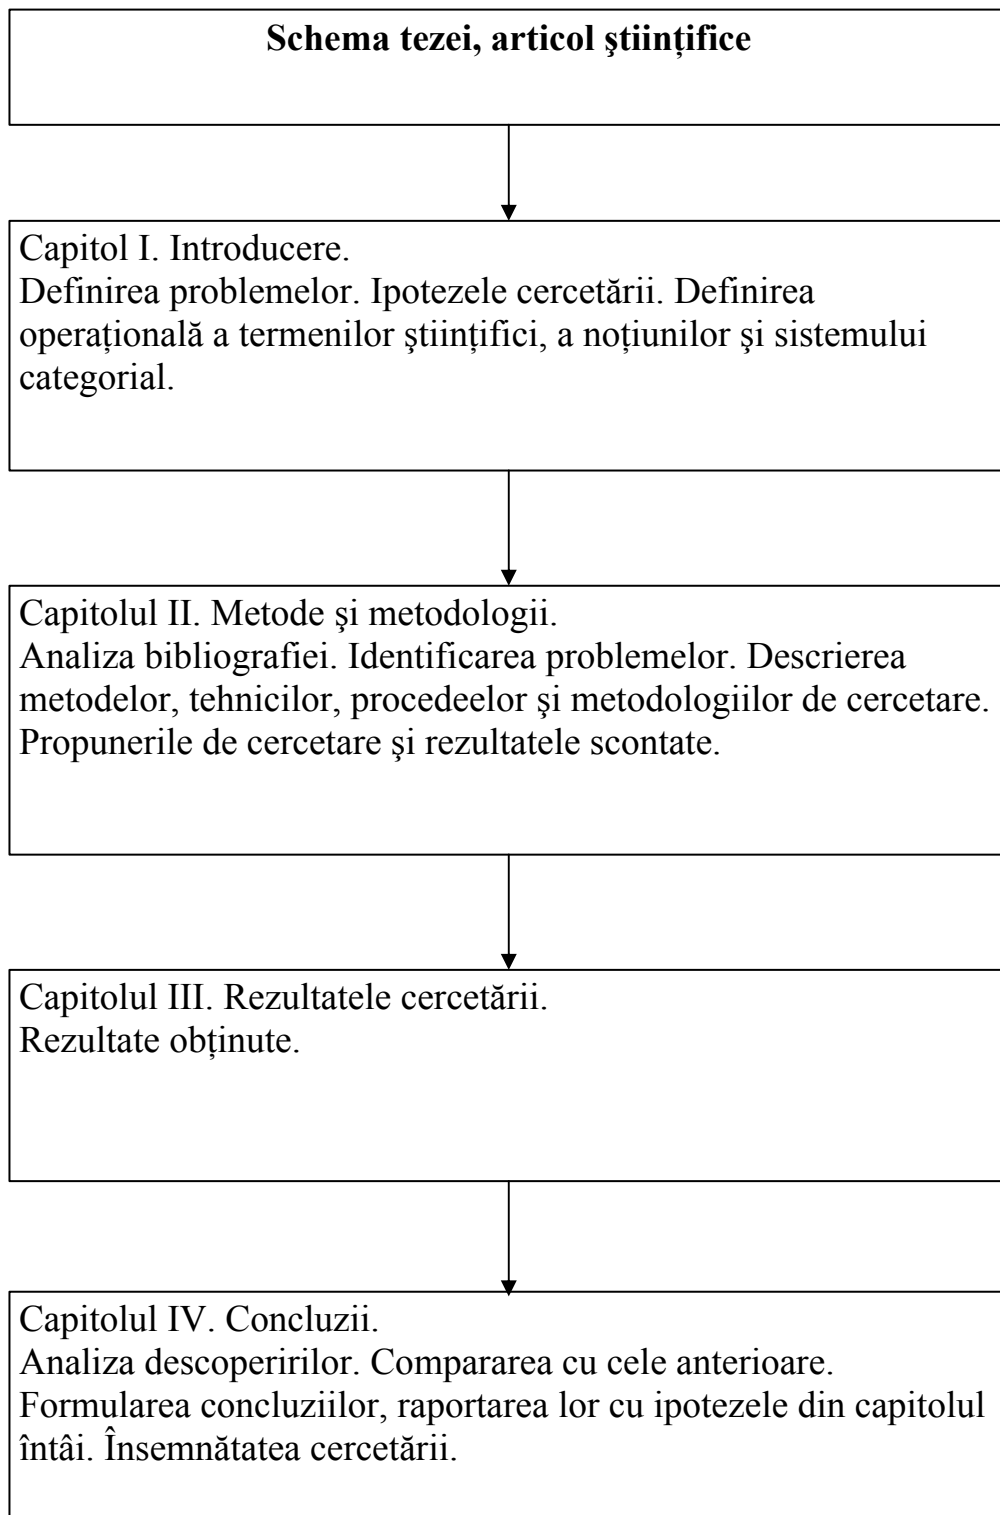 Schema tezei, articol ştiinţifice
Capitol I. Introducere.
Definirea problemelor. Ipotezele cercetării. Definirea
operaţională a termenilor ştiinţifici, a noţiunilor şi sistemului
categorial.
Capitolul II. Metode şi metodologii.
Analiza bibliografiei. Identificarea problemelor. Descrierea
metodelor, tehnicilor, procedeelor şi metodologiilor de cercetare.
Propunerile de cercetare şi rezultatele scontate.
Capitolul III. Rezultatele cercetării.
Rezultate obţinute.
Capitolul IV. Concluzii.
Analiza descoperirilor. Compararea cu cele anterioare.
Formularea concluziilor, raportarea lor cu ipotezele din capitolul
întâi. Însemnătatea cercetării.